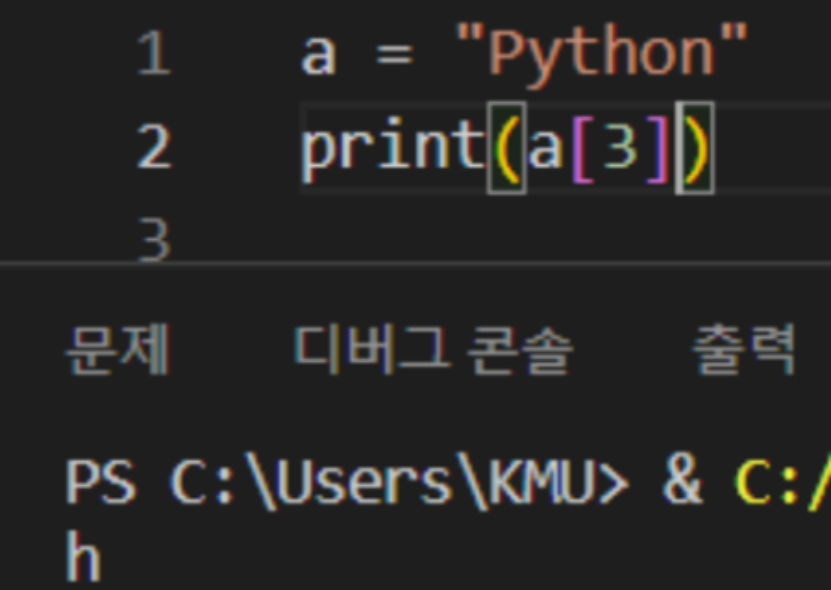 1 a = "Python"
2 print(a[3])
3
문제 디버그 콘솔 출력
PS C:\Users\KMU> & C:/
h